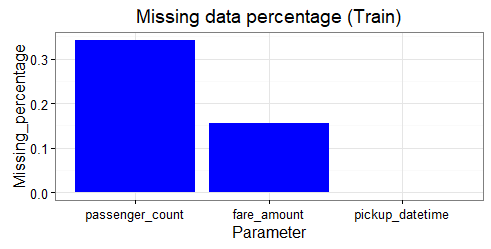 Missing data percentage (Train)
Missing_percentage
0.3
0.2
0.1
0.0
passenger_count
fare_amount
pickup_datetime
Parameter